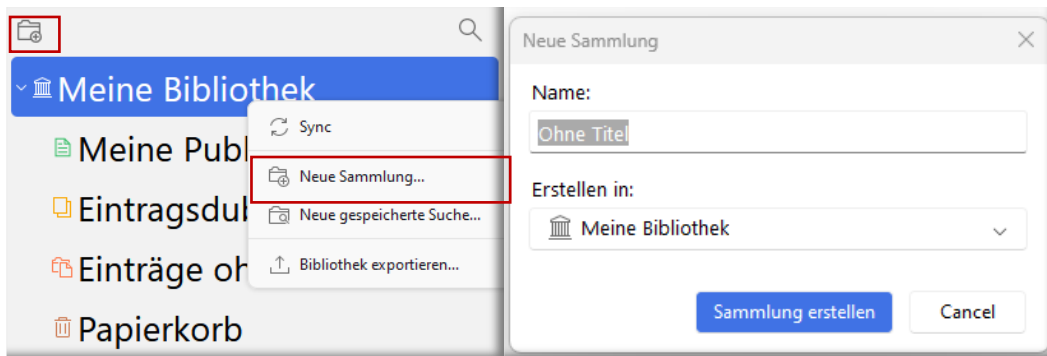 Meine Bibliothek
Sync
Meine Publ
Neue Sammlung...
Eintragsdub
Neue gespeicherte Suche...
Einträge oh
Bibliothek exportieren...
Papierkorb
Neue Sammlung
Name:
Ohne Titel
Erstellen in:
Meine Bibliothek
Sammlung erstellen
Cancel